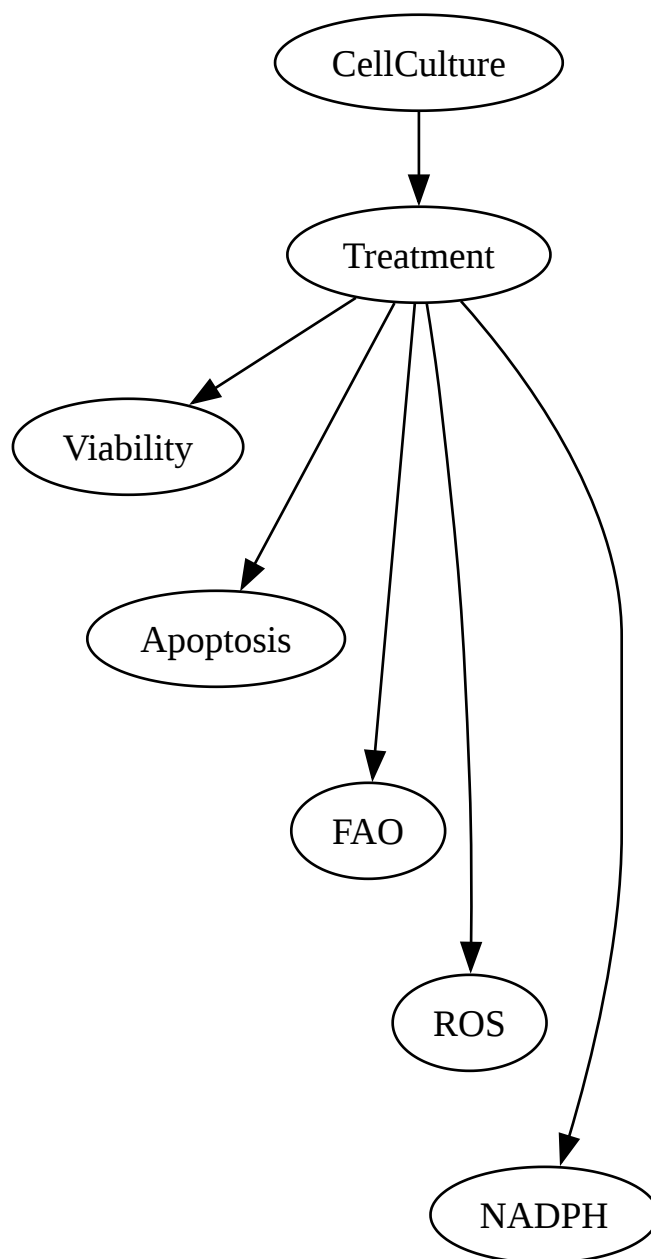 CellCulture
Treatment
Viability
Apoptosis
FAO
ROS
NADPH